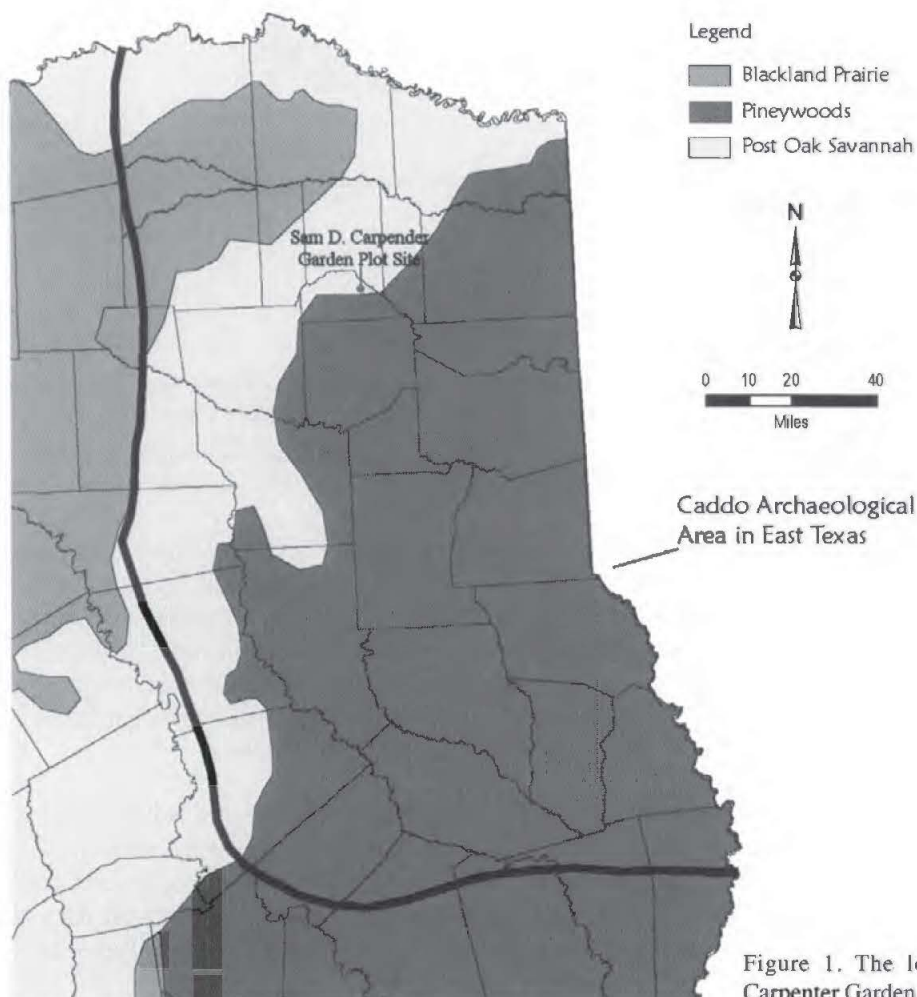 Legend
Blackland Prairie
Pineywoods
Post Oak Savannah
N
0 10 20 40
Miles
Sam D. Carpender
Garden Plot Site
Caddo Archaeological
Area in East Texas
Figure 1. The
Carpenter Garden